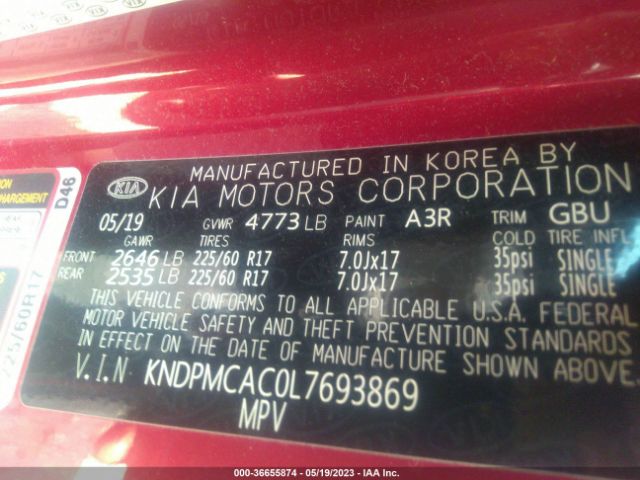 MANUFACTURED IN KOREA BY
KIA KIA MOTORS CORPORATION
05/19 GVWR 4773 LB PAINT A3R TRIM GBU
GAWR TIRES RIMS COLD TIRE INFL
FRONT 2646 LB 225/60 R17 7.0Jx17 35psi SINGLE
REAR 2535 LB 225/60 R17 7.0Jx17 35psi SINGLE
THIS VEHICLE CONFORMS TO ALL APPLICABLE U.S.A. FEDERAL
MOTOR VEHICLE SAFETY AND THEFT PREVENTION STANDARDS
IN EFFECT ON THE DATE OF MANUFACTURE SHOWN ABOVE.
V.I.N KNDPMCAC0L7693869
MPV
D46
225/60R17
000-36655874 / 05/19/2023 / IAA Inc.